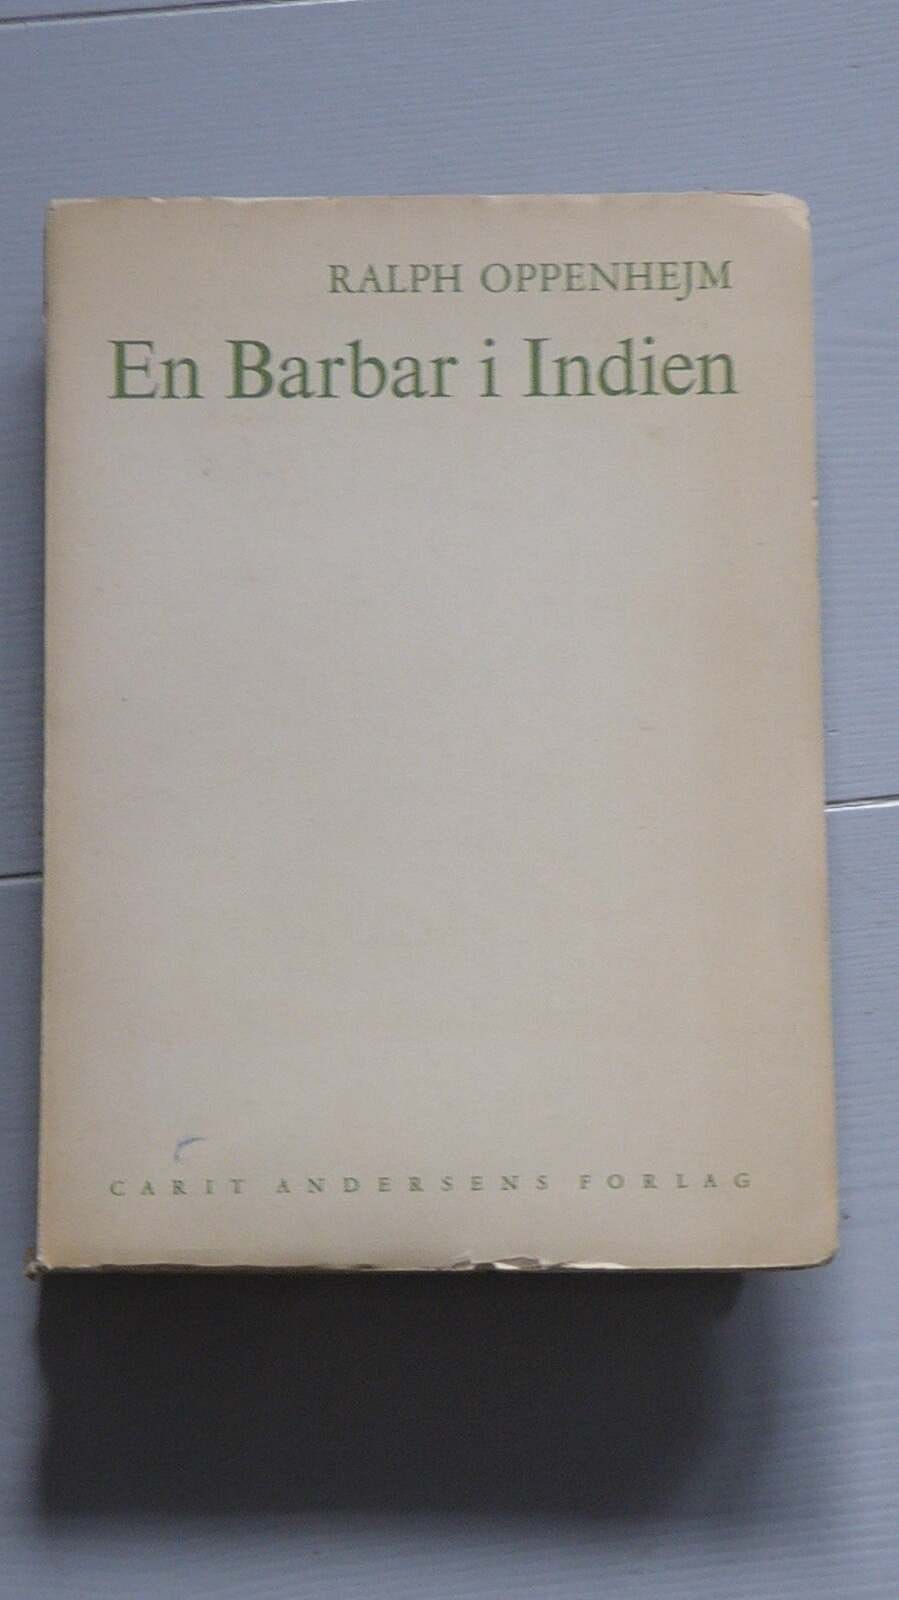 RALPH OPPENHEJM
En Barbar i Indien
CARIT ANDERSENS FORLAG